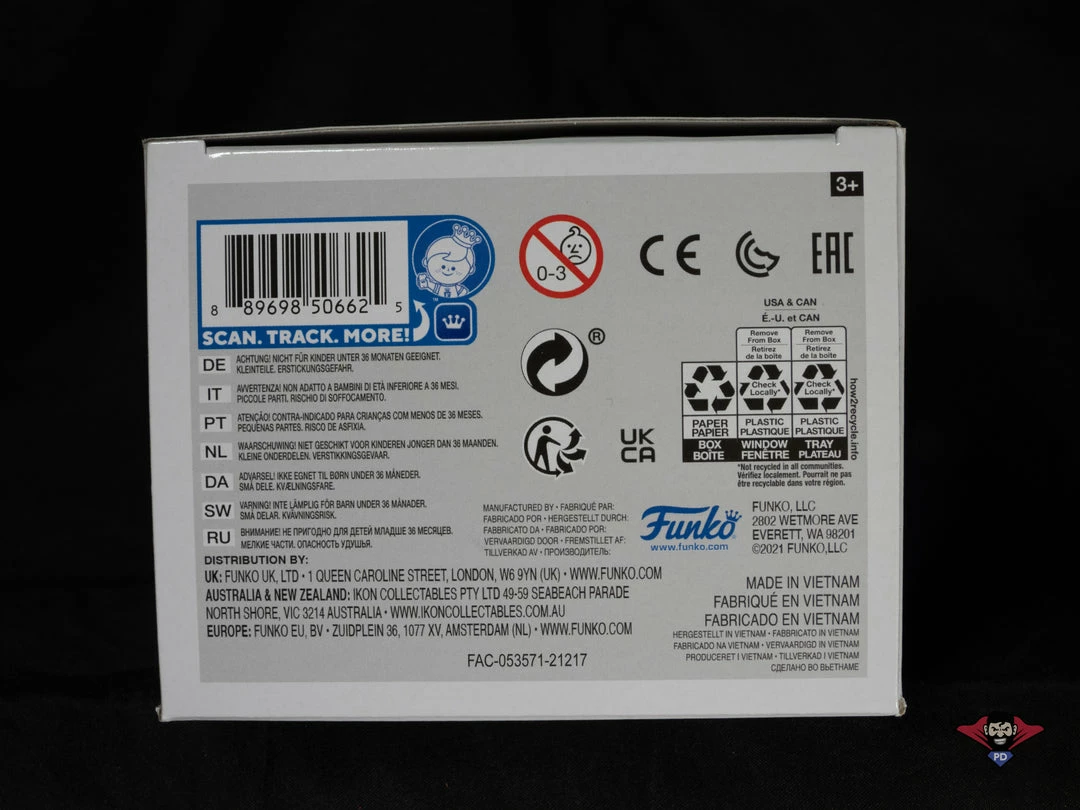 3+
8 89698 50662 5
SCAN. TRACK. MORE!
TM
0-3
CE
EAC
®
UK
CA
USA & CAN
É.-U. et CAN
Remove
From Box
Retirez
de la boîte
Remove
From Box
Retirez
de la boîte
Check
Locally*
Check
Locally*
PAPER
PAPIER
PLASTIC
PLASTIQUE
PLASTIC
PLASTIQUE
BOX
BOÎTE
WINDOW
FENÊTRE
TRAY
PLATEAU
how2recycle.info
*Not recycled in all communities.
Vérifiez localement. Pourrait ne pas
être recyclable dans votre région.
DE ACHTUNG! NICHT FÜR KINDER UNTER 36 MONATEN GEEIGNET.
KLEINTEILE. ERSTICKUNGSGEFAHR.
IT AVVERTENZA! NON ADATTO A BAMBINI DI ETÀ INFERIORE A 36 MESI.
PICCOLE PARTI. RISCHIO DI SOFFOCAMENTO.
PT ATENÇÃO! CONTRA-INDICADO PARA CRIANÇAS COM MENOS DE 36 MESES.
PEQUENAS PARTES. RISCO DE ASFIXIA.
NL WAARSCHUWING! NIET GESCHIKT VOOR KINDEREN JONGER DAN 36 MAANDEN.
KLEINE ONDERDELEN. VERSTIKKINGSGEVAAR.
DA ADVARSEL! IKKE EGNET TIL BØRN UNDER 36 MÅNEDER.
SMÅ DELE. KVÆLNINGSFARE.
SW VARNING! INTE LÄMPLIG FÖR BARN UNDER 36 MÅNADER.
SMÅ DELAR. KVÄVNINGSRISK.
RU ВНИМАНИЕ! НЕ ПРИГОДНО ДЛЯ ДЕТЕЙ МЛАДШЕ 36 МЕСЯЦЕВ.
МЕЛКИЕ ЧАСТИ. ОПАСНОСТЬ УДУШЬЯ.
MANUFACTURED BY • FABRIQUÉ PAR:
FABRICADO POR • HERGESTELLT DURCH:
FABBRICATO DA • FABRICADO POR:
VERVAARDIGD DOOR • FREMSTILLET AF:
TILLVERKAD AV • ПРОИЗВОДИТЕЛЬ:
Funko
www.funko.com
FUNKO, LLC
2802 WETMORE AVE
EVERETT, WA 98201
©2021 FUNKO,LLC
DISTRIBUTION BY:
UK: FUNKO UK, LTD • 1 QUEEN CAROLINE STREET, LONDON, W6 9YN (UK) • WWW.FUNKO.COM
AUSTRALIA & NEW ZEALAND: IKON COLLECTABLES PTY LTD 49-59 SEABEACH PARADE
NORTH SHORE, VIC 3214 AUSTRALIA • WWW.IKONCOLLECTABLES.COM.AU
EUROPE: FUNKO EU, BV • ZUIDPLEIN 36, 1077 XV, AMSTERDAM (NL) • WWW.FUNKO.COM
MADE IN VIETNAM
FABRIQUÉ EN VIETNAM
FABRICADO EN VIETNAM
HERGESTELLT IN VIETNAM • FABBRICATO IN VIETNAM
FABRICADO NA VIETNAM • VERVAARDIGD IN VIETNAM
PRODUCERET I VIETNAM • TILLVERKAD I VIETNAM
СДЕЛАНО ВО ВЬЕТНАМЕ
FAC-053571-21217
PD